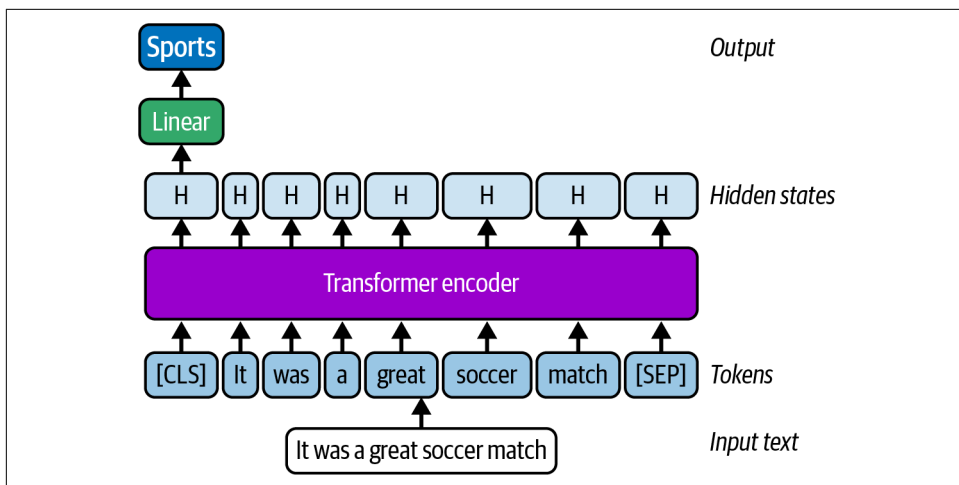 Sports Output
Linear
H H H H H H H H Hidden states
Transformer encoder
[CLS] It was a great soccer match [SEP] Tokens
It was a great soccer match Input text